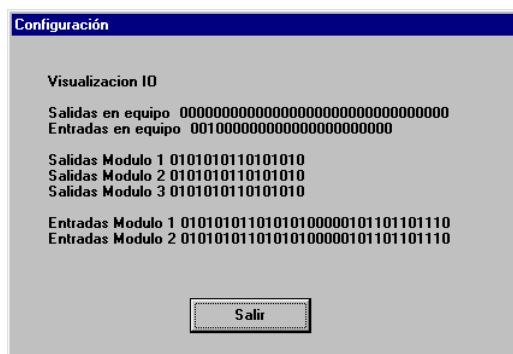 Configuración
Visualizacion IO
Salidas en equipo 00000000000000000000000000000000
Entradas en equipo 001000000000000000000000
Salidas Modulo 1 0101010110101010
Salidas Modulo 2 0101010110101010
Salidas Modulo 3 0101010110101010
Entradas Modulo 1 01010101101010100000101101101110
Entradas Modulo 2 01010101101010100000101101101110
Salir